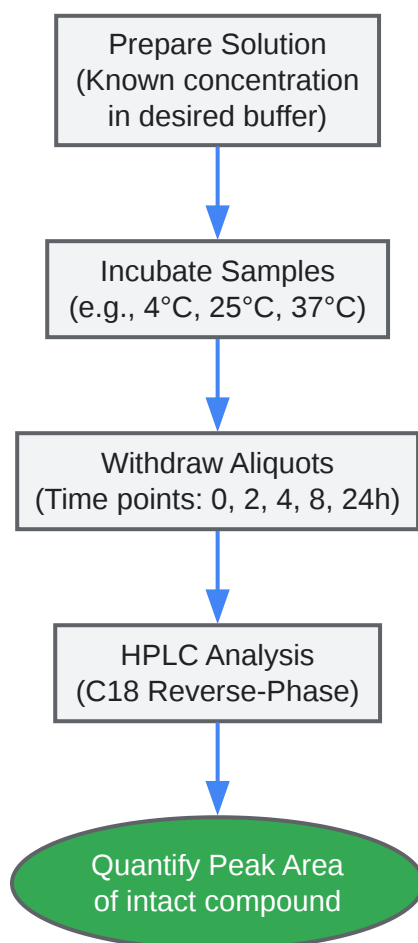 Prepare Solution
(Known concentration
in desired buffer)
Incubate Samples
(e.g., 4°C, 25°C, 37°C)
Withdraw Aliquots
(Time points: 0, 2, 4, 8, 24h)
HPLC Analysis
(C18 Reverse-Phase)
Quantify Peak Area
of intact compound